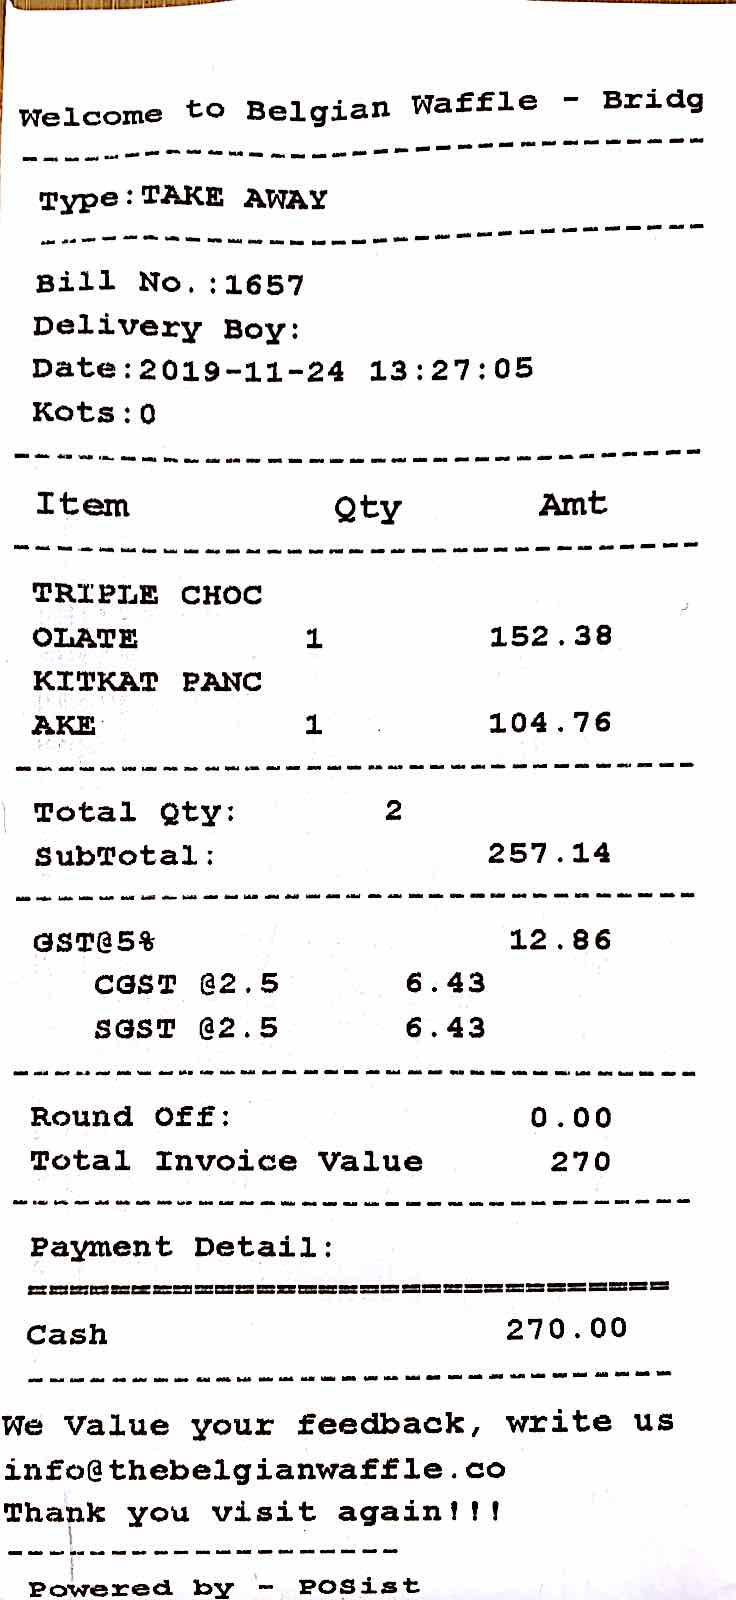 Welcome to Belgian Waffle - Bridg
---------------------------------
Type:TAKE AWAY
--------------------------------
Bill No.:1657
Delivery Boy:
Date:2019-11-24 13:27:05
Kots:0
---------------------------------
Item Qty Amt
---------------------------------
TRIPLE CHOC
OLATE 1 152.38
KITKAT PANC
AKE 1 104.76
---------------------------------
Total Qty: 2
SubTotal: 257.14
---------------------------------
GST@5% 12.86
CGST @2.5 6.43
SGST @2.5 6.43
---------------------------------
Round Off: 0.00
Total Invoice Value 270
---------------------------------
Payment Detail:
===============================
Cash 270.00
-------------------------------
We Value your feedback, write us
info@thebelgianwaffle.co
Thank you visit again!!!
-------------------
Powered by - POSist